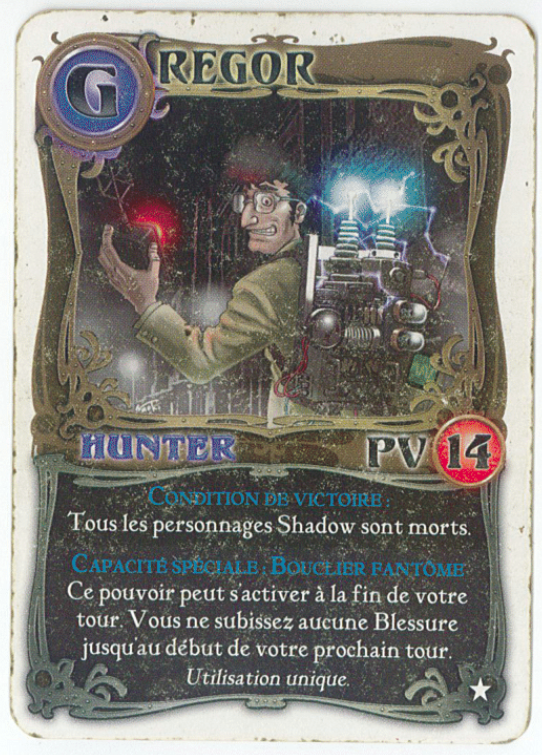 GREGOR
HUNTER PV 14
CONDITION DE VICTOIRE :
Tous les personnages Shadow sont morts.
CAPACITÉ SPÉCIALE : BOUCLIER FANTÔME
Ce pouvoir peut s'activer à la fin de votre
tour. Vous ne subissez aucune Blessure
jusqu'au début de votre prochain tour.
Utilisation unique.